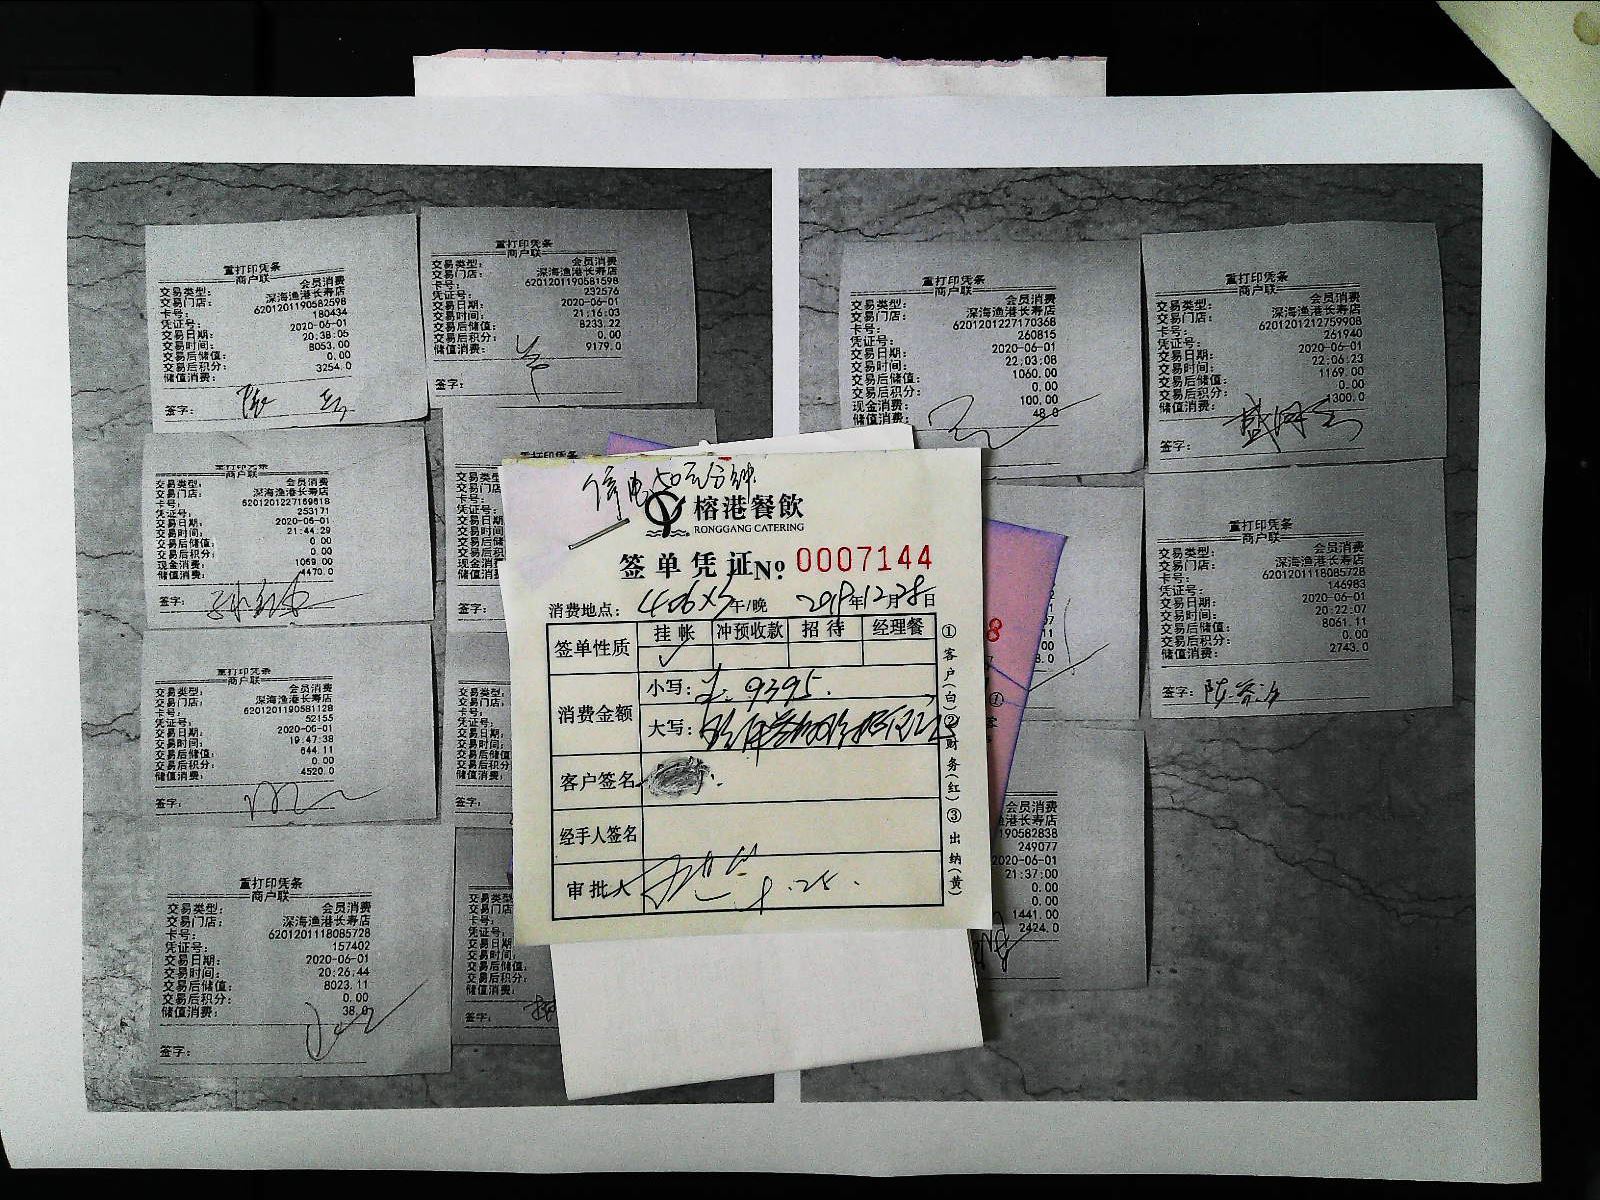 重打印凭条
商户联
交易类型: 会员消费
交易门店: 深海渔港长寿店
卡号: 6201201190582598
凭证号: 180434
交易日期: 2020-06-01
交易时间: 20:38:05
交易后储值: 8053.00
交易后积分: 0.00
储值消费: 3254.0
签字:
重打印凭条
商户联
交易类型: 会员消费
交易门店: 深海渔港长寿店
卡号: 6201201190581598
凭证号: 232576
交易日期: 2020-06-01
交易时间: 21:16:03
交易后储值: 8233.22
交易后积分: 0.00
储值消费: 9179.0
签字:
重打印凭条
商户联
交易类型: 会员消费
交易门店: 深海渔港长寿店
卡号: 6201201227169818
凭证号: 253171
交易日期: 2020-06-01
交易时间: 21:44:29
交易后储值: 0.00
交易后积分: 0.00
现金消费: 1069.00
储值消费: 4470.0
签字:
重打印凭条
商户联
交易类型: 会员消费
交易门店: 深海渔港长寿店
卡号: 6201201190581128
凭证号: 52155
交易日期: 2020-06-01
交易时间: 19:47:38
交易后储值: 644.11
交易后积分: 0.00
储值消费: 4520.0
签字:
重打印凭条
商户联
交易类型: 会员消费
交易门店: 深海渔港长寿店
卡号: 6201201118085728
凭证号: 157402
交易日期: 2020-06-01
交易时间: 20:26:44
交易后储值: 8023.11
交易后积分: 0.00
储值消费: 38.0
签字:
停电50元分钟
榕港餐飲
RONGGANG CATERING
签单凭证 No. 0007144
消费地点: 406X5 午/晚 2018年12月28日
签单性质 挂帐 冲预收款 招待 经理餐
✓
消费金额 小写: ¥ 9395.
大写:
客户签名
经手人签名
审批人
①客户(白)②财务(红)③出纳(黄)
重打印凭条
商户联
交易类型: 会员消费
交易门店: 深海渔港长寿店
卡号: 6201201227170368
凭证号: 260815
交易日期: 2020-06-01
交易时间: 22:03:08
交易后储值: 1060.00
交易后积分: 0.00
现金消费: 100.00
储值消费: 48.0
重打印凭条
商户联
交易类型: 会员消费
交易门店: 深海渔港长寿店
卡号: 6201201212759908
凭证号: 261940
交易日期: 2020-06-01
交易时间: 22:06:23
交易后储值: 1169.00
交易后积分: 0.00
储值消费: 1300.0
签字:
重打印凭条
商户联
交易类型: 会员消费
交易门店: 深海渔港长寿店
卡号: 6201201118085728
凭证号: 146983
交易日期: 2020-06-01
交易时间: 20:22:07
交易后储值: 8061.11
交易后积分: 0.00
储值消费: 2743.0
签字:
会员消费
港长寿店
190582838
249077
2020-06-01
21:37:00
0.00
0.00
1441.00
2424.0